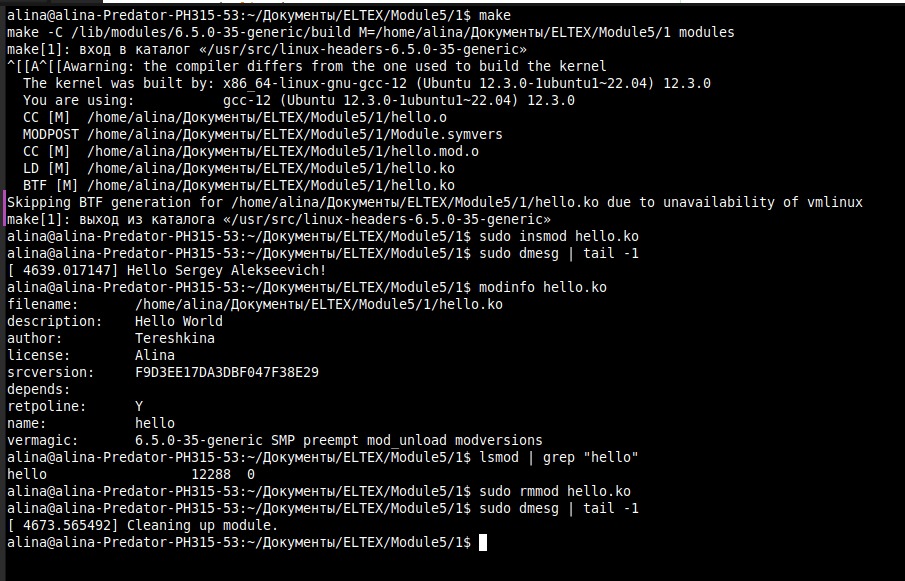 alina@alina-Predator-PH315-53:~/Документы/ELTEX/Module5/1$ make
make -C /lib/modules/6.5.0-35-generic/build M=/home/alina/Документы/ELTEX/Module5/1 modules
make[1]: вход в каталог «/usr/src/linux-headers-6.5.0-35-generic»
^[[A^[[Awarning: the compiler differs from the one used to build the kernel
  The kernel was built by: x86_64-linux-gnu-gcc-12 (Ubuntu 12.3.0-1ubuntu1~22.04) 12.3.0
  You are using:           gcc-12 (Ubuntu 12.3.0-1ubuntu1~22.04) 12.3.0
  CC [M]  /home/alina/Документы/ELTEX/Module5/1/hello.o
  MODPOST /home/alina/Документы/ELTEX/Module5/1/Module.symvers
  CC [M]  /home/alina/Документы/ELTEX/Module5/1/hello.mod.o
  LD [M]  /home/alina/Документы/ELTEX/Module5/1/hello.ko
  BTF [M] /home/alina/Документы/ELTEX/Module5/1/hello.ko
Skipping BTF generation for /home/alina/Документы/ELTEX/Module5/1/hello.ko due to unavailability of vmlinux
make[1]: выход из каталога «/usr/src/linux-headers-6.5.0-35-generic»
alina@alina-Predator-PH315-53:~/Документы/ELTEX/Module5/1$ sudo insmod hello.ko
alina@alina-Predator-PH315-53:~/Документы/ELTEX/Module5/1$ sudo dmesg | tail -1
[ 4639.017147] Hello Sergey Alekseevich!
alina@alina-Predator-PH315-53:~/Документы/ELTEX/Module5/1$ modinfo hello.ko
filename:       /home/alina/Документы/ELTEX/Module5/1/hello.ko
description:    Hello World
author:         Tereshkina
license:        Alina
srcversion:     F9D3EE17DA3DBF047F38E29
depends:
retpoline:      Y
name:           hello
vermagic:       6.5.0-35-generic SMP preempt mod_unload modversions
alina@alina-Predator-PH315-53:~/Документы/ELTEX/Module5/1$ lsmod | grep "hello"
hello                  12288  0
alina@alina-Predator-PH315-53:~/Документы/ELTEX/Module5/1$ sudo rmmod hello.ko
alina@alina-Predator-PH315-53:~/Документы/ELTEX/Module5/1$ sudo dmesg | tail -1
[ 4673.565492] Cleaning up module.
alina@alina-Predator-PH315-53:~/Документы/ELTEX/Module5/1$